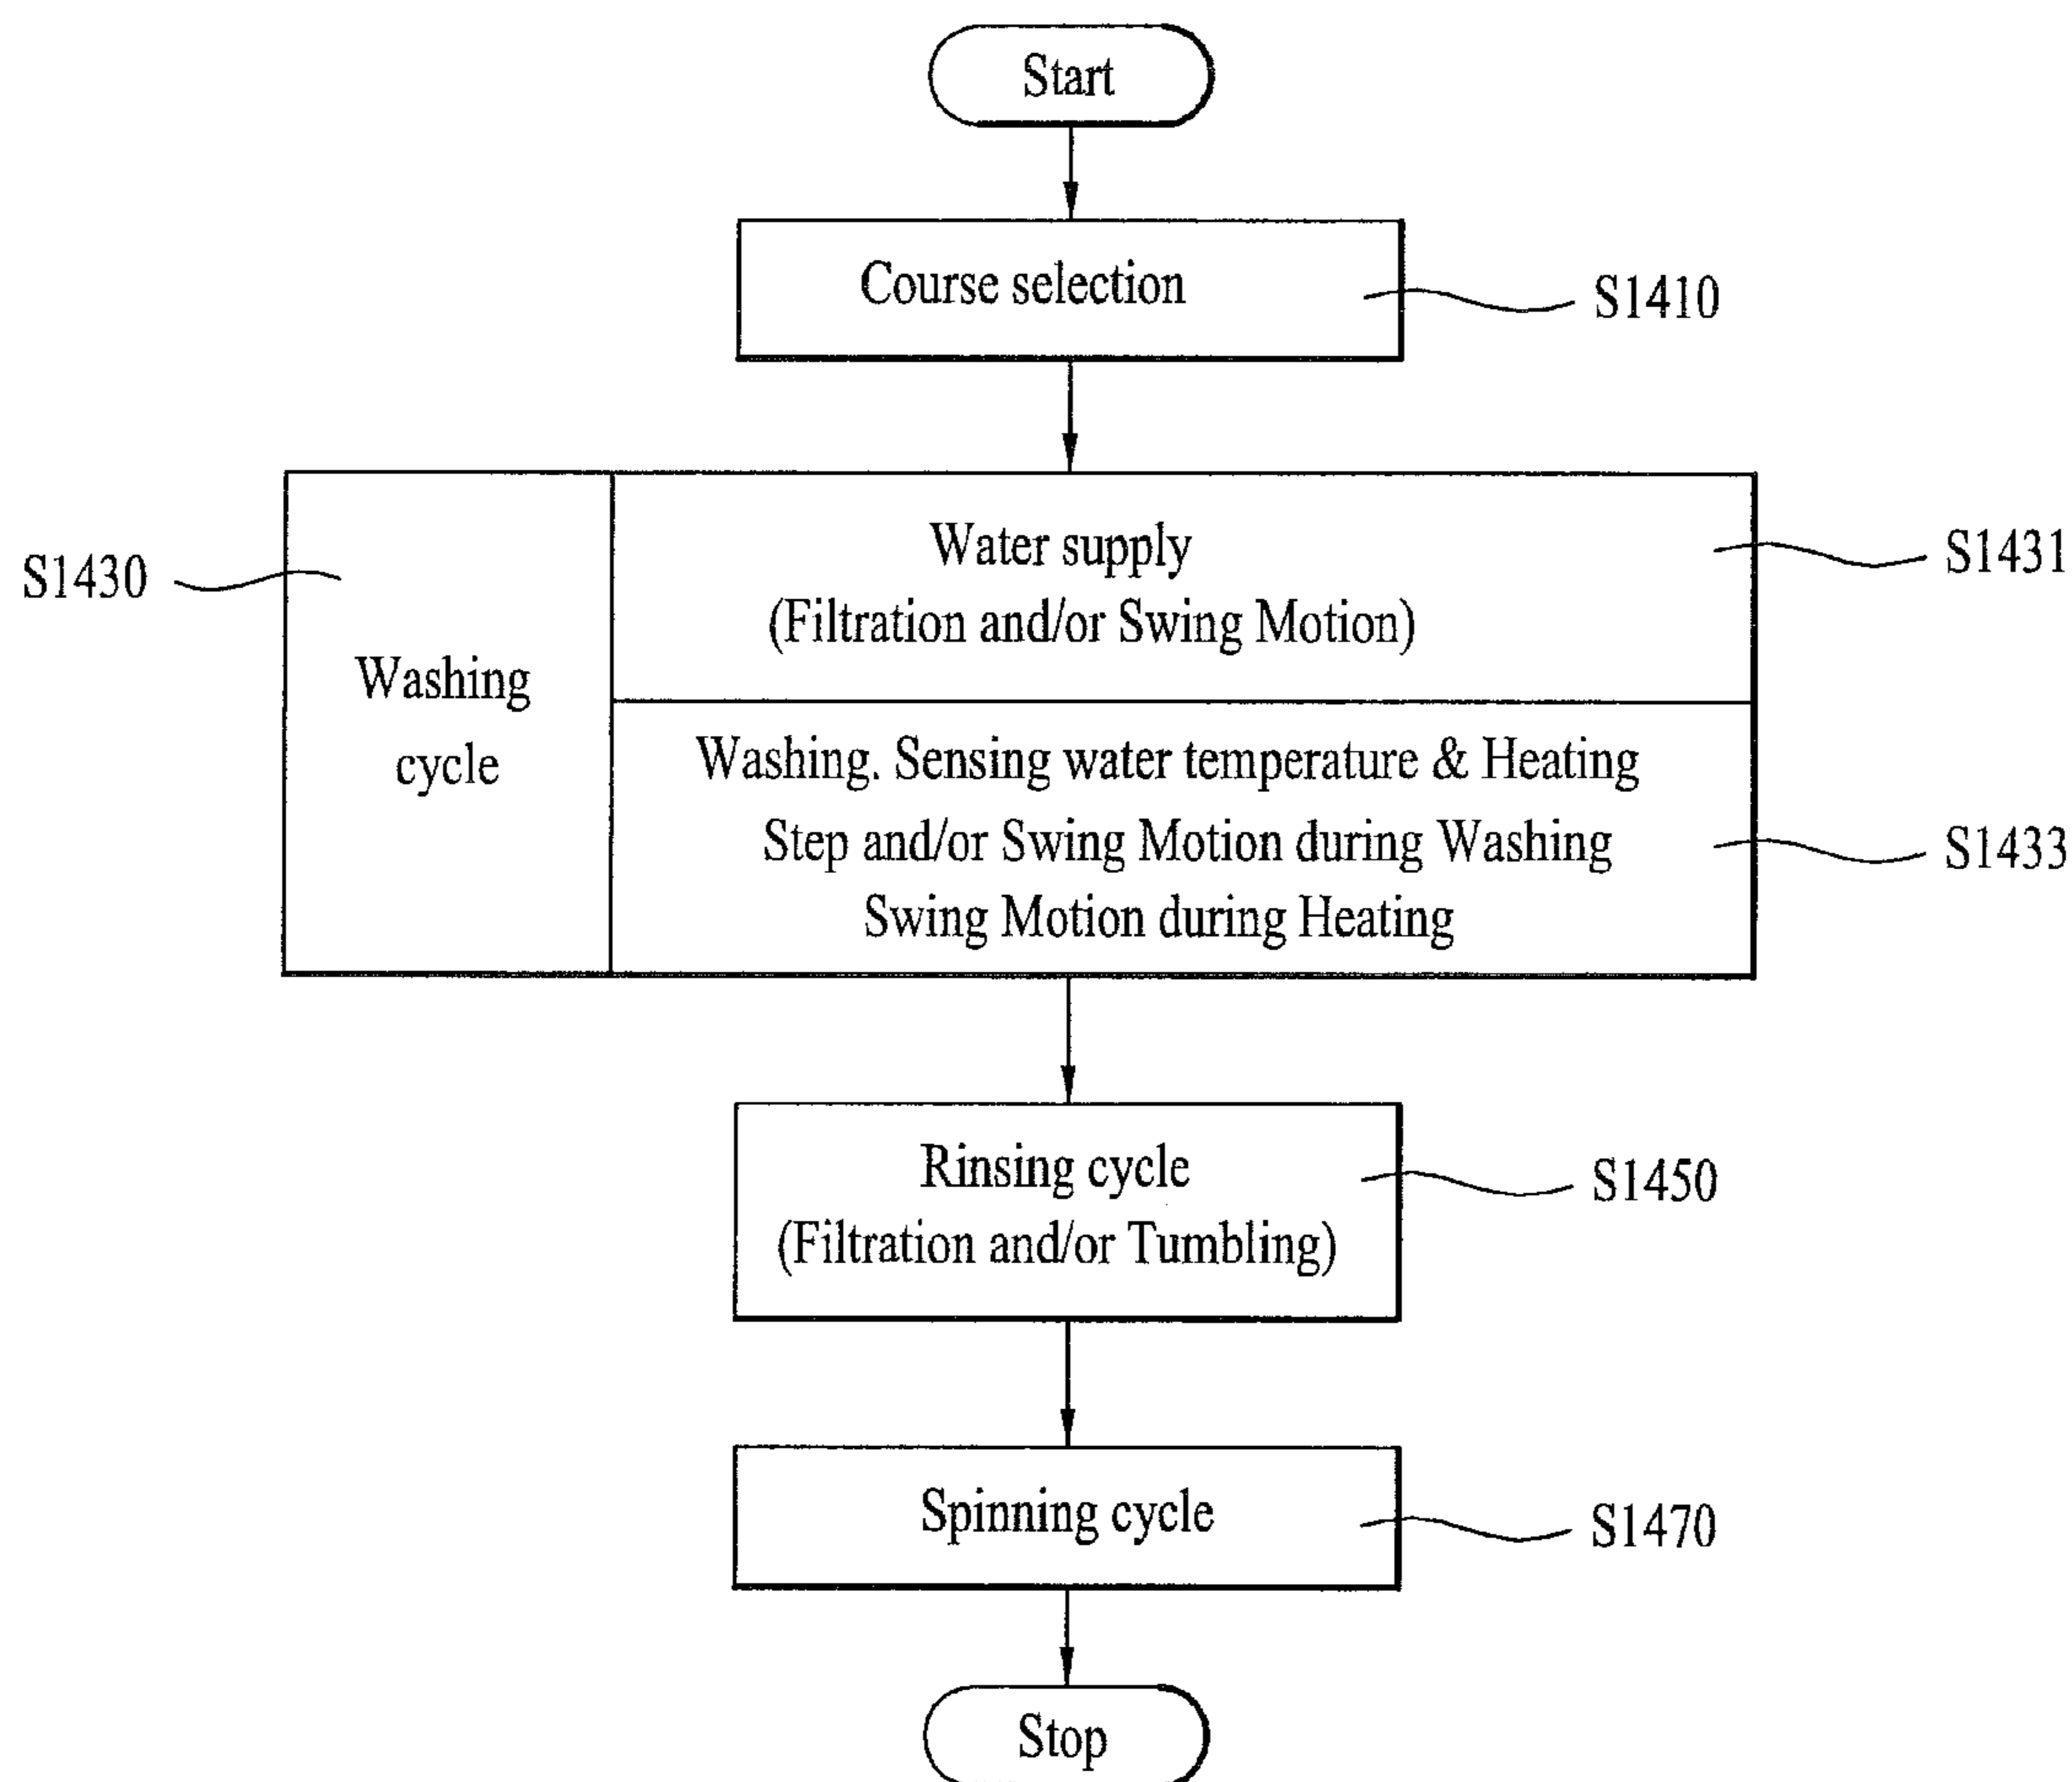 Start
Course selection
S1410
S1430
Washing
cycle
Water supply
(Filtration and/or Swing Motion)
S1431
Washing. Sensing water temperature & Heating
Step and/or Swing Motion during Washing
Swing Motion during Heating
S1433
Rinsing cycle
(Filtration and/or Tumbling)
S1450
Spinning cycle
S1470
Stop